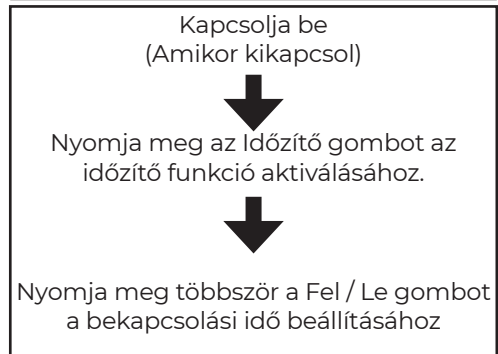 Kapcsolja be
(Amikor kikapcsol)
Nyomja meg az Időzítő gombot az
időzítő funkció aktiválásához.
Nyomja meg többször a Fel / Le gombot
a bekapcsolási idő beállításához